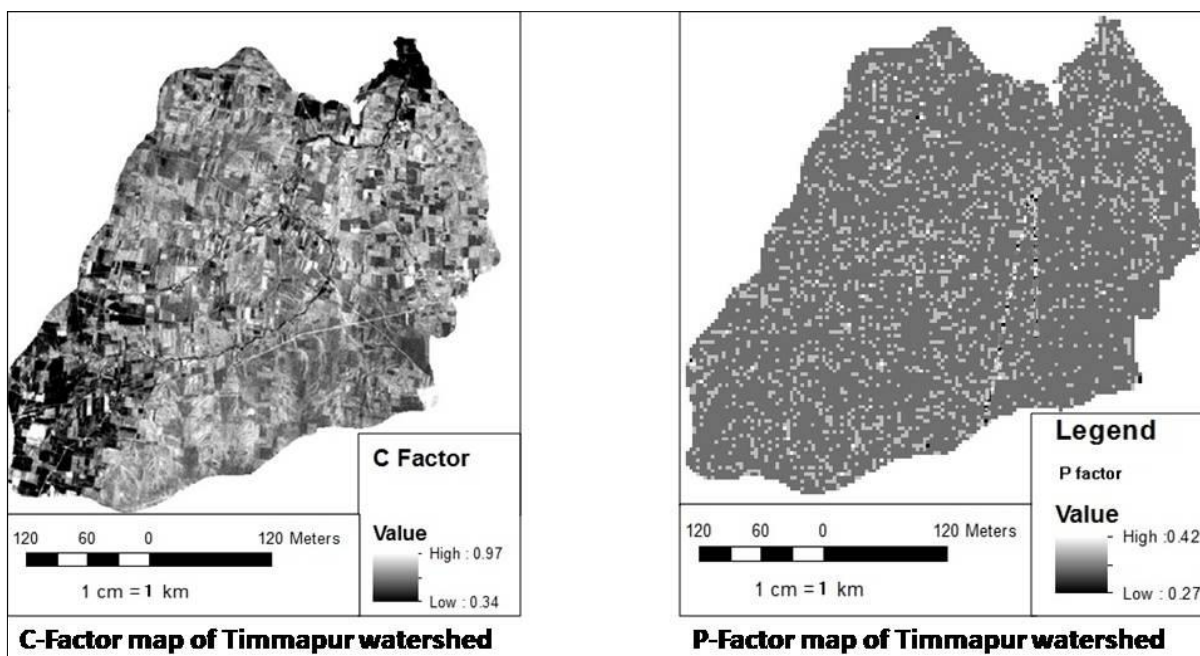 C Factor
Value
High : 0.97
Low : 0.34
120 60 0 120 Meters
1 cm = 1 km
C-Factor map of Timmapur watershed
Legend
P factor
Value
High :0.42
Low : 0.27
120 60 0 120 Meters
1 cm = 1 km
P-Factor map of Timmapur watershed